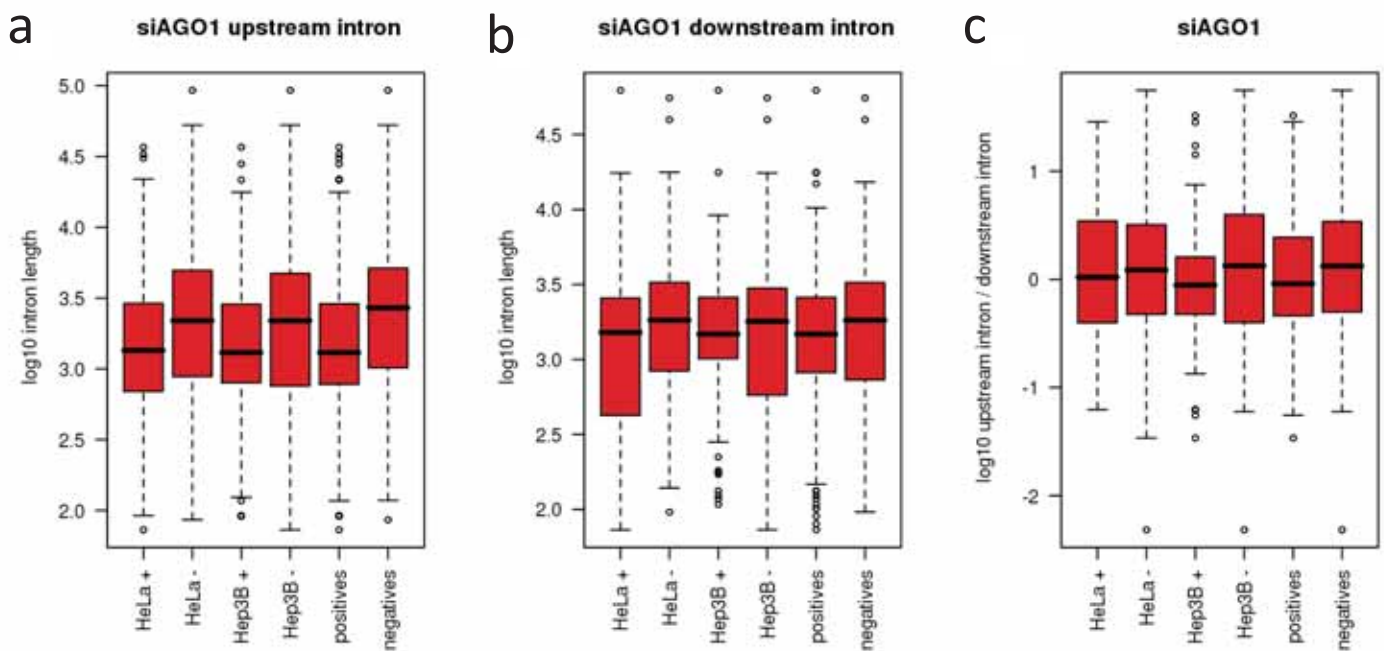 a
siAGO1 upstream intron
log10 intron length
5.0
4.5
4.0
3.5
3.0
2.5
2.0
HeLa +
HeLa -
Hep3B +
Hep3B -
positives
negatives
b
siAGO1 downstream intron
log10 intron length
4.5
4.0
3.5
3.0
2.5
2.0
HeLa +
HeLa -
Hep3B +
Hep3B -
positives
negatives
c
siAGO1
log10 upstream intron / downstream intron
1
0
-1
-2
HeLa +
HeLa -
Hep3B +
Hep3B -
positives
negatives